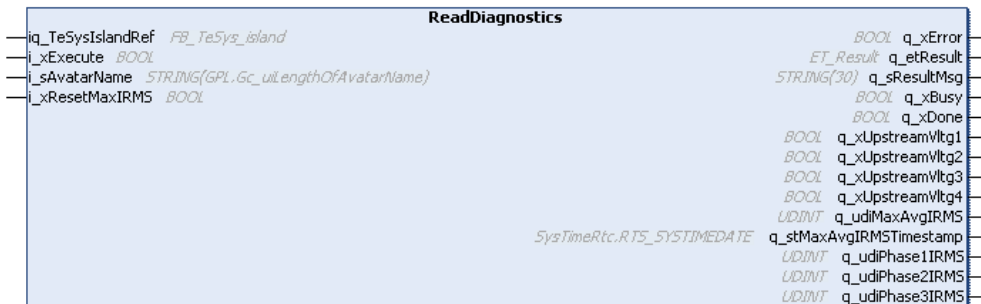 ReadDiagnostics
iq_TeSysIslandRef FB_TeSys_island BOOL q_xError
i_xExecute BOOL ET_Result q_etResult
i_sAvatarName STRING(GPL.Gc_uiLengthOfAvatarName) STRING(30) q_sResultMsg
i_xResetMaxIRMS BOOL BOOL q_xBusy
BOOL q_xDone
BOOL q_xUpstreamVltg1
BOOL q_xUpstreamVltg2
BOOL q_xUpstreamVltg3
BOOL q_xUpstreamVltg4
UDINT q_udiMaxAvgIRMS
SysTimeRtc.RTS_SYSTIMEDATE q_stMaxAvgIRMSTimestamp
UDINT q_udiPhase1IRMS
UDINT q_udiPhase2IRMS
UDINT q_udiPhase3IRMS